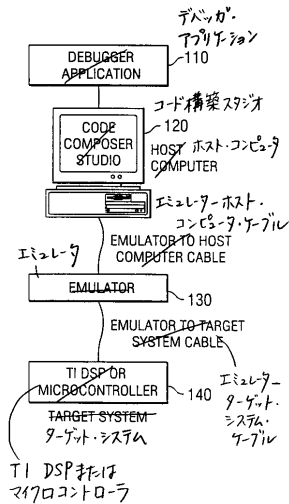 デバッガ・
アプリケーション
DEBUGGER
APPLICATION
110
コード構築スタジオ
CODE
COMPOSER
STUDIO
120
HOST
COMPUTER
ホスト・コンピュータ
エミュレーターホスト・
コンピュータ・ケーブル
EMULATOR TO HOST
COMPUTER CABLE
エミュレータ
EMULATOR
130
EMULATOR TO TARGET
SYSTEM CABLE
TI DSP OR
MICROCONTROLLER
140
エミュレーター
ターゲット・
システム・
ケーブル
TARGET SYSTEM
ターゲット・システム
TI DSPまたは
マイクロコントローラ